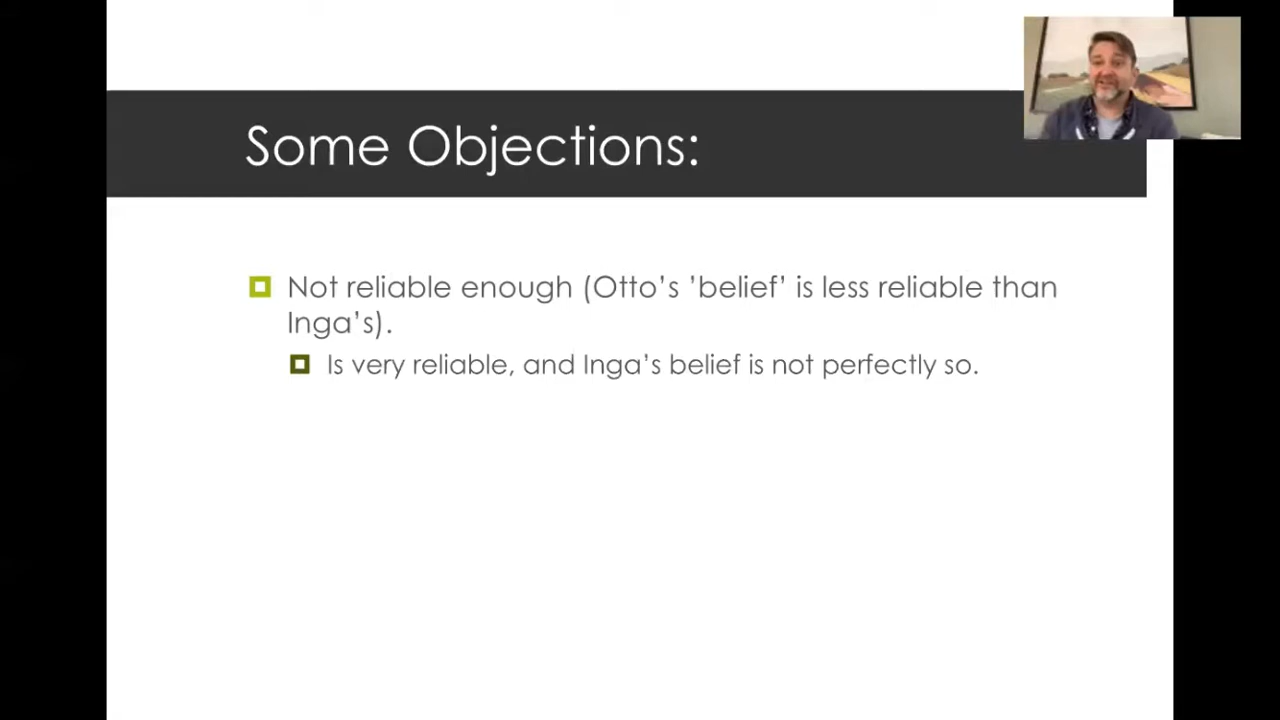 Some Objections:
Not reliable enough (Otto's 'belief' is less reliable than
Inga's).
Is very reliable, and Inga's belief is not perfectly so.